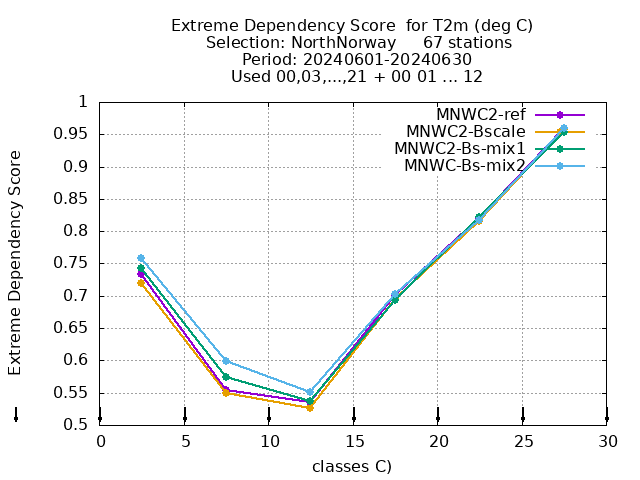 Extreme Dependency Score  for T2m (deg C)
Selection: NorthNorway     67 stations
Period: 20240601-20240630
Used 00,03,...,21 + 00 01 ... 12
Extreme Dependency Score
1
0.95
0.9
0.85
0.8
0.75
0.7
0.65
0.6
0.55
0.5
MNWC2-ref
MNWC2-Bscale
MNWC2-Bs-mix1
MNWC-Bs-mix2
0 5 10 15 20 25 30
classes C)